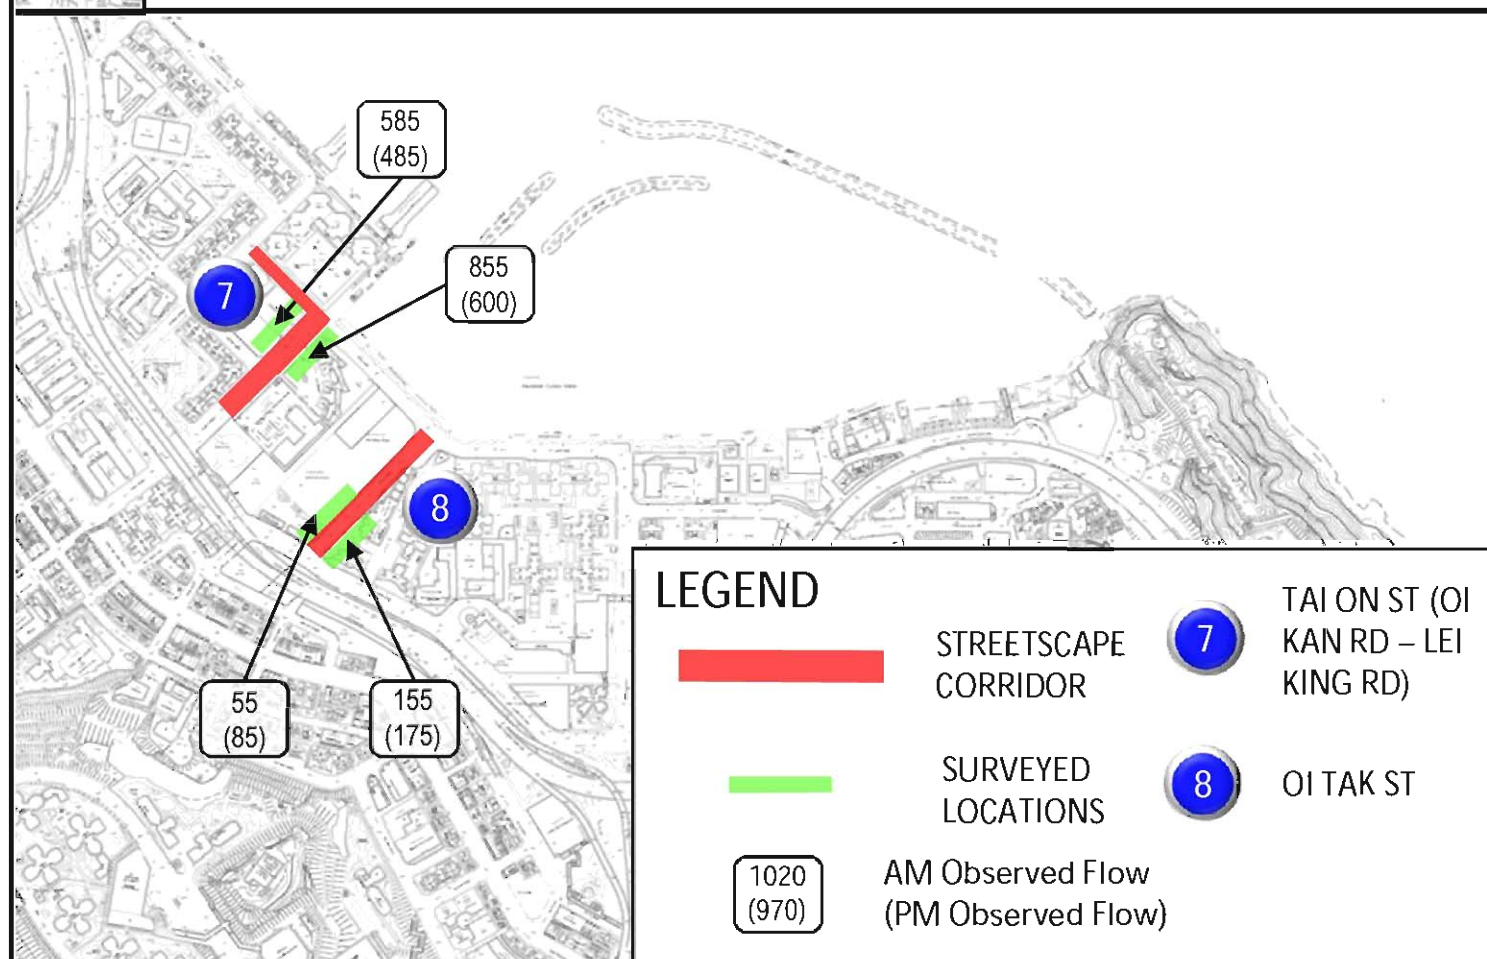 585
(485)
855
(600)
7
8
55
(85)
155
(175)
LEGEND
STREETSCAPE
CORRIDOR
7
TAI ON ST (OI
KAN RD – LEI
KING RD)
SURVEYED
LOCATIONS
8
OI TAK ST
1020
(970)
AM Observed Flow
(PM Observed Flow)